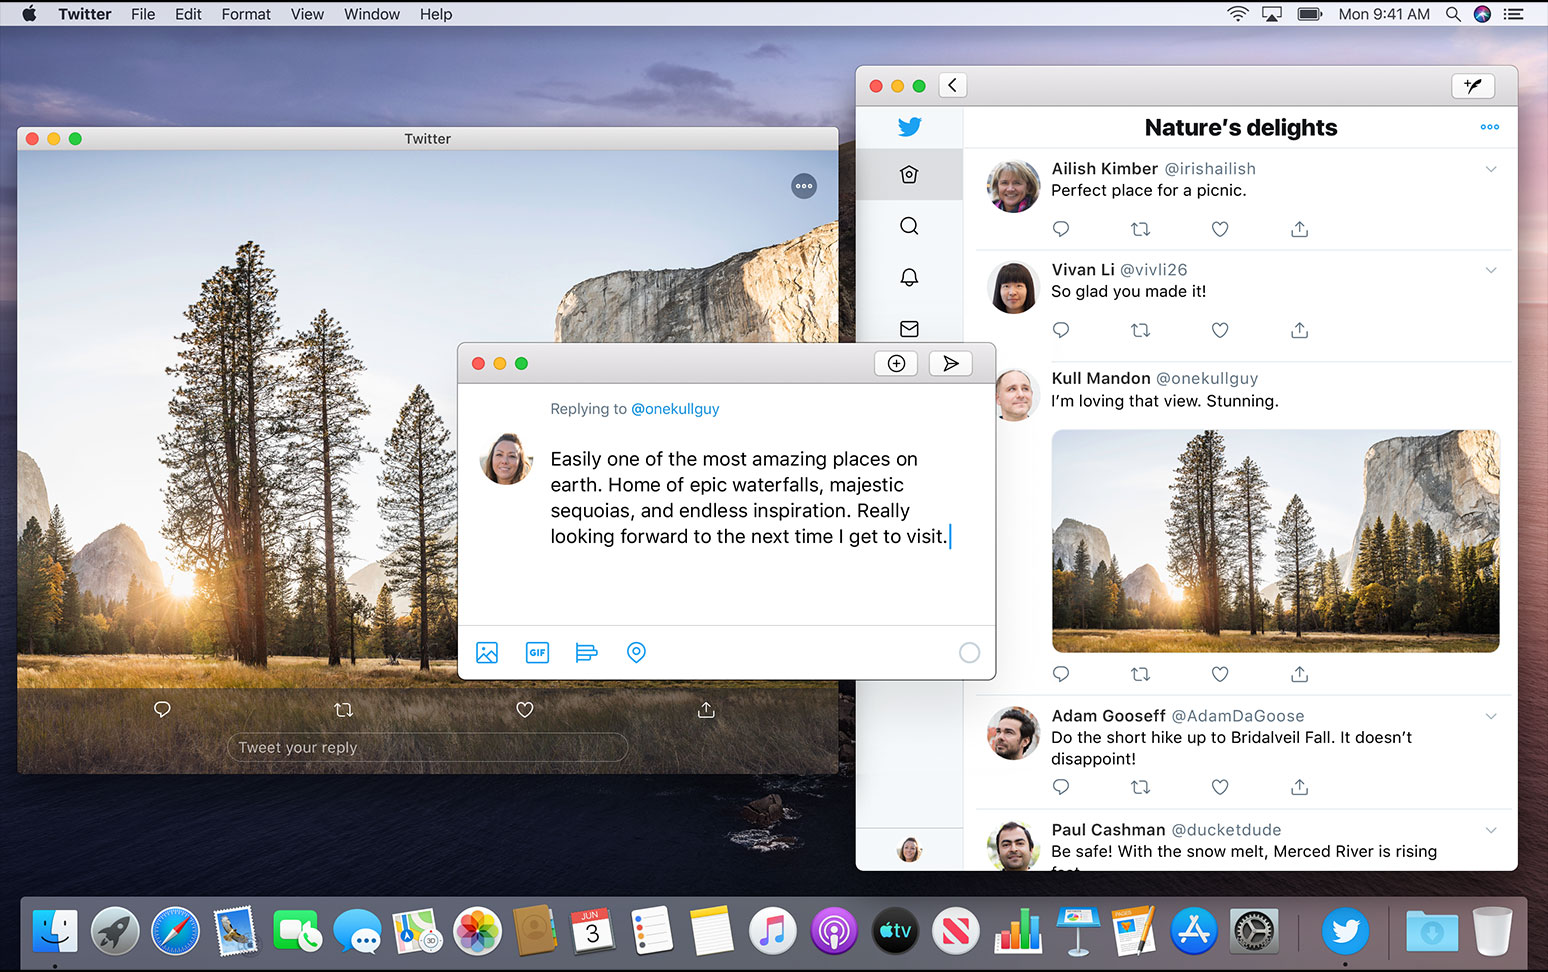 Twitter File Edit Format View Window Help
Mon 9:41 AM
Twitter
Tweet your reply
Replying to @onekullguy
Easily one of the most amazing places on
earth. Home of epic waterfalls, majestic
sequoias, and endless inspiration. Really
looking forward to the next time I get to visit.
GIF
Nature’s delights
Ailish Kimber @irishailish
Perfect place for a picnic.
Vivan Li @vivli26
So glad you made it!
Kull Mandon @onekullguy
I’m loving that view. Stunning.
Adam Gooseff @AdamDaGoose
Do the short hike up to Bridalveil Fall. It doesn’t
disappoint!
Paul Cashman @ducketdude
Be safe! With the snow melt, Merced River is rising
3D
JUN
3
tv
PAGES